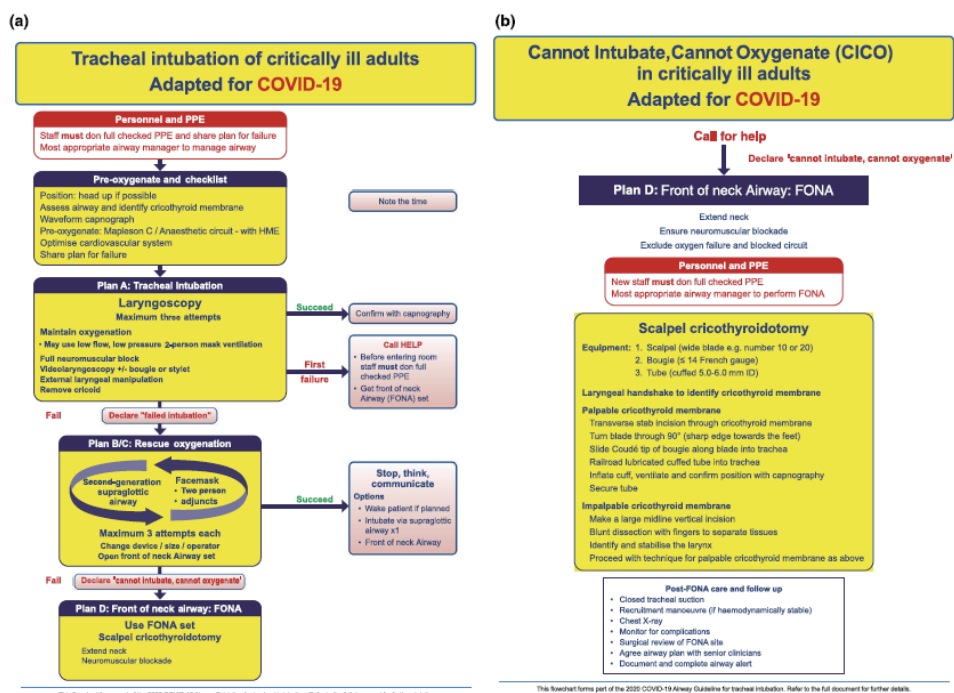 (a)
Tracheal intubation of critically ill adults
Adapted for COVID-19
Personnel and PPE
Staff must don full checked PPE and share plan for failure
Most appropriate airway manager to manage airway
Pre-oxygenate and checklist
Position: head up if possible
Assess airway and identify cricothyroid membrane
Waveform capnograph
Pre-oxygenate: Mapleson C / Anaesthetic circuit - with HME
Optimise cardiovascular system
Share plan for failure
Note the time
Plan A: Tracheal Intubation
Laryngoscopy
Maximum three attempts
Maintain oxygenation
• May use low flow, low pressure 2-person mask ventilation
Full neuromuscular block
Videolaryngoscopy +/- bougie or stylet
External laryngeal manipulation
Remove cricoid
Succeed
Confirm with capnography
First
failure
Call HELP
• Before entering room
staff must don full
checked PPE
• Get front of neck
Airway (FONA) set
Fail
Declare "failed intubation"
Plan B/C: Rescue oxygenation
Second-generation
supraglottic
airway
Facemask
• Two person
• adjuncts
Maximum 3 attempts each
Change device / size / operator
Open front of neck Airway set
Succeed
Stop, think,
communicate
Options
• Wake patient if planned
• Intubate via supraglottic
airway x1
• Front of neck Airway
Fail
Declare "cannot intubate, cannot oxygenate"
Plan D: Front of neck airway: FONA
Use FONA set
Scalpel cricothyroidotomy
Extend neck
Neuromuscular blockade
(b)
Cannot Intubate,Cannot Oxygenate (CICO)
in critically ill adults
Adapted for COVID-19
Call for help
Declare "cannot intubate, cannot oxygenate"
Plan D: Front of neck Airway: FONA
Extend neck
Ensure neuromuscular blockade
Exclude oxygen failure and blocked circuit
Personnel and PPE
New staff must don full checked PPE
Most appropriate airway manager to perform FONA
Scalpel cricothyroidotomy
Equipment: 1. Scalpel (wide blade e.g. number 10 or 20)
2. Bougie (≤ 14 French gauge)
3. Tube (cuffed 5.0-6.0 mm ID)
Laryngeal handshake to identify cricothyroid membrane
Palpable cricothyroid membrane
Transverse stab incision through cricothyroid membrane
Turn blade through 90° (sharp edge towards the feet)
Slide Coudé tip of bougie along blade into trachea
Railroad lubricated cuffed tube into trachea
Inflate cuff, ventilate and confirm position with capnography
Secure tube
Impalpable cricothyroid membrane
Make a large midline vertical incision
Blunt dissection with fingers to separate tissues
Identify and stabilise the larynx
Proceed with technique for palpable cricothyroid membrane as above
Post-FONA care and follow up
• Closed tracheal suction
• Recruitment manoeuvre (if haemodynamically stable)
• Chest X-ray
• Monitor for complications
• Surgical review of FONA site
• Agree airway plan with senior clinicians
• Document and complete airway alert
This flowchart forms part of the 2020 COVID-19 Airway Guideline for tracheal intubation. Refer to the full document for further details.